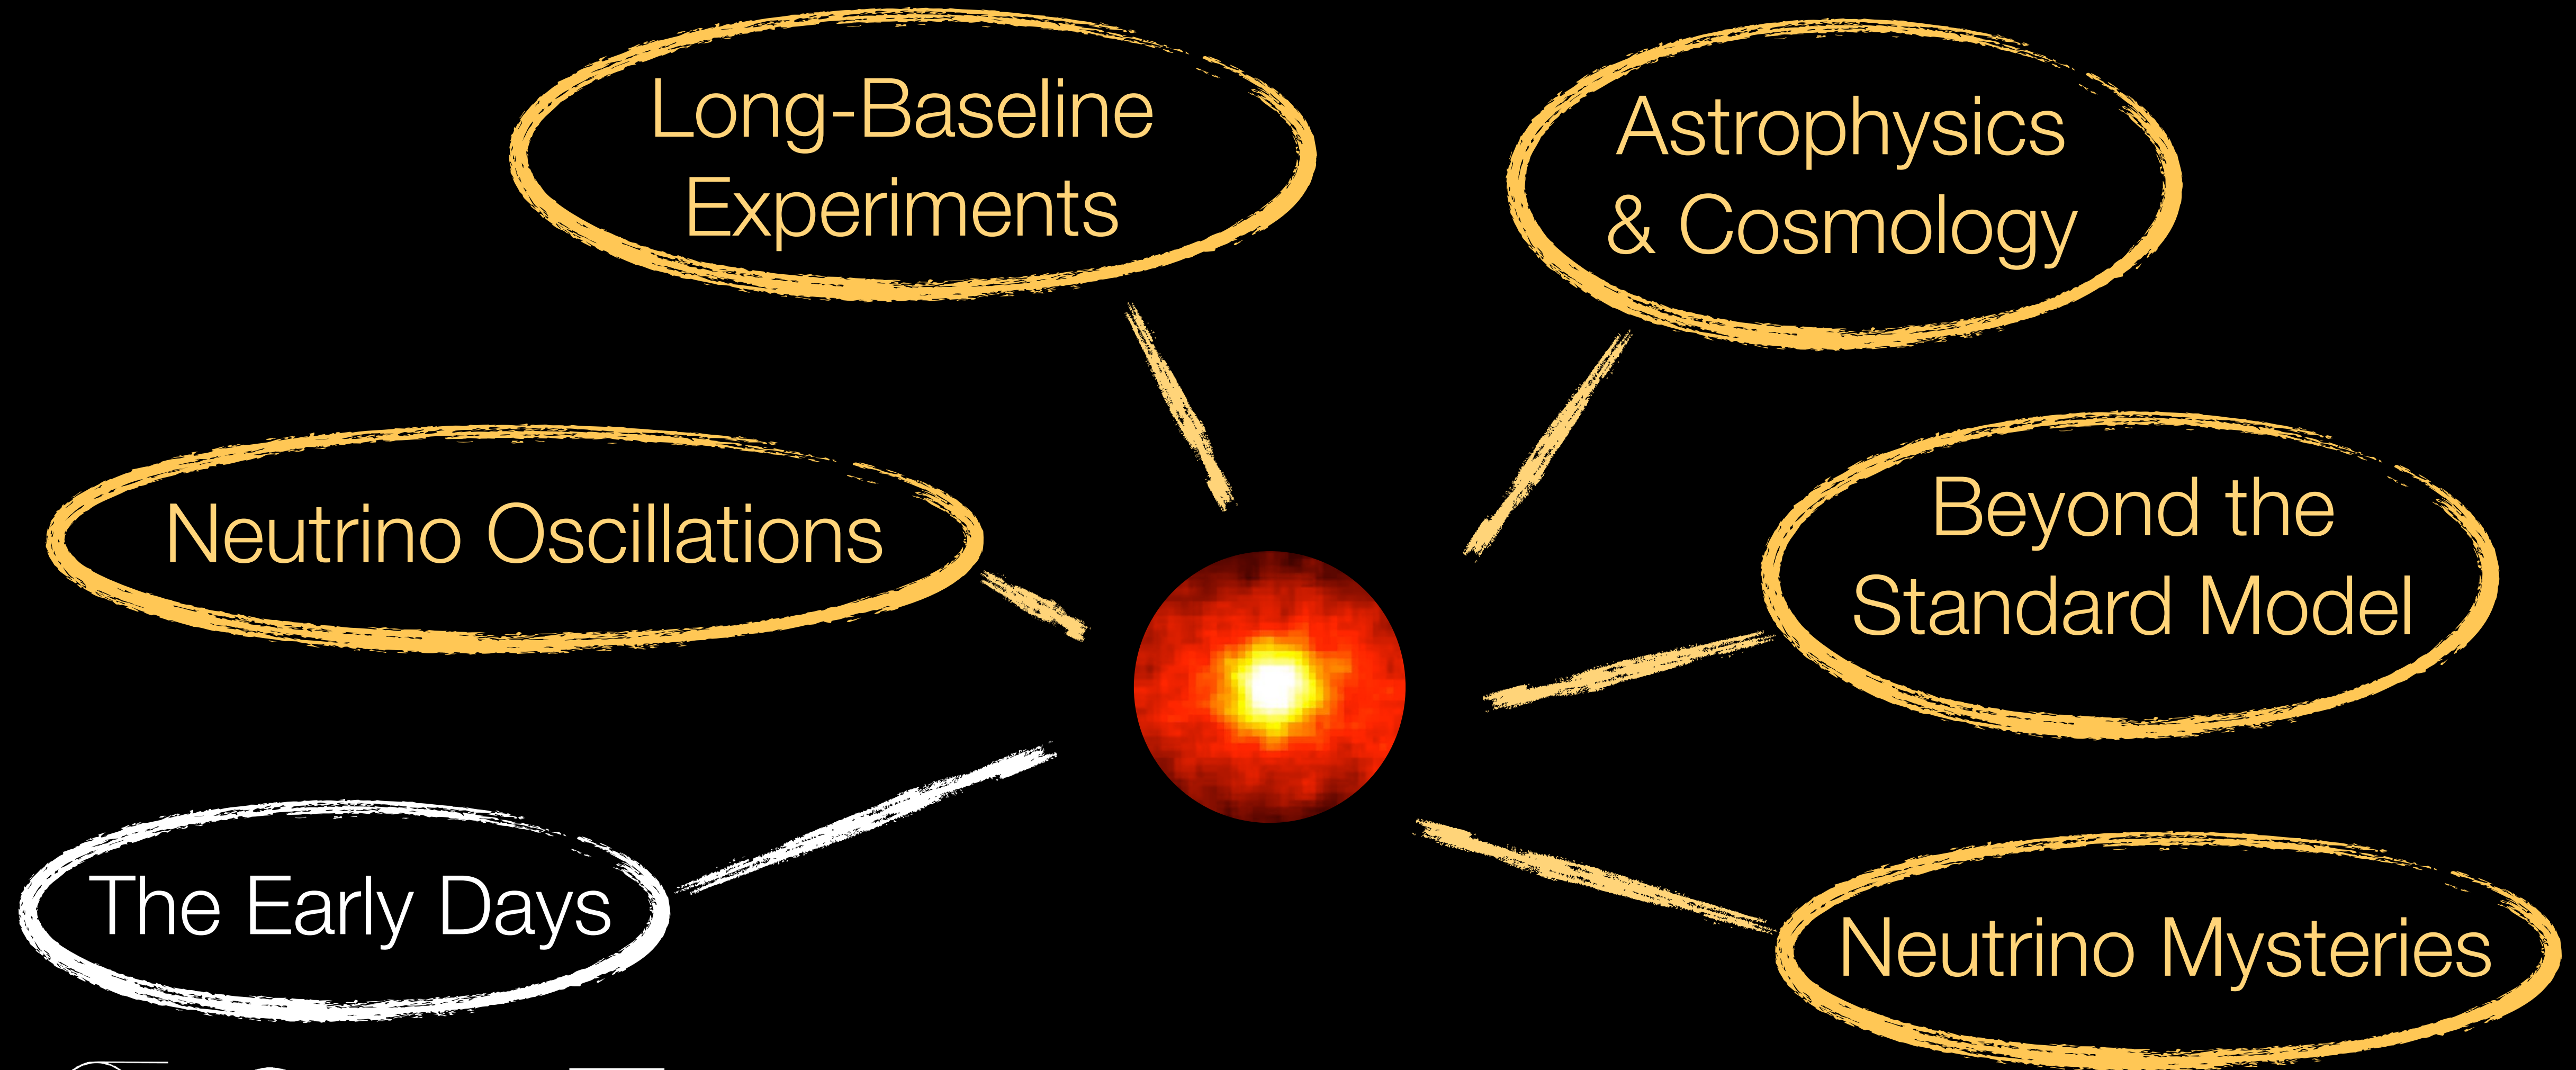 Long-Baseline
Experiments
Astrophysics
& Cosmology
Neutrino Oscillations
Beyond the
Standard Model
The Early Days
Neutrino Mysteries